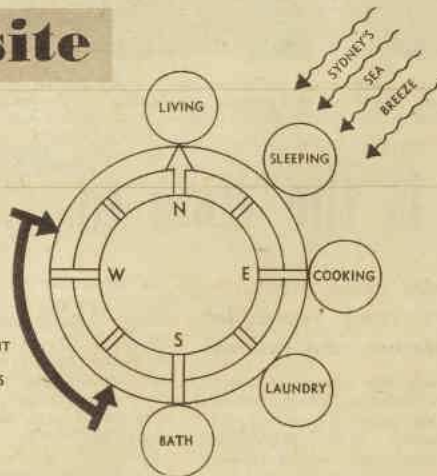 site
SYDNEY'S
SEA
BREEZE
LIVING
SLEEPING
N
W
E
COOKING
S
LAUNDRY
BATH